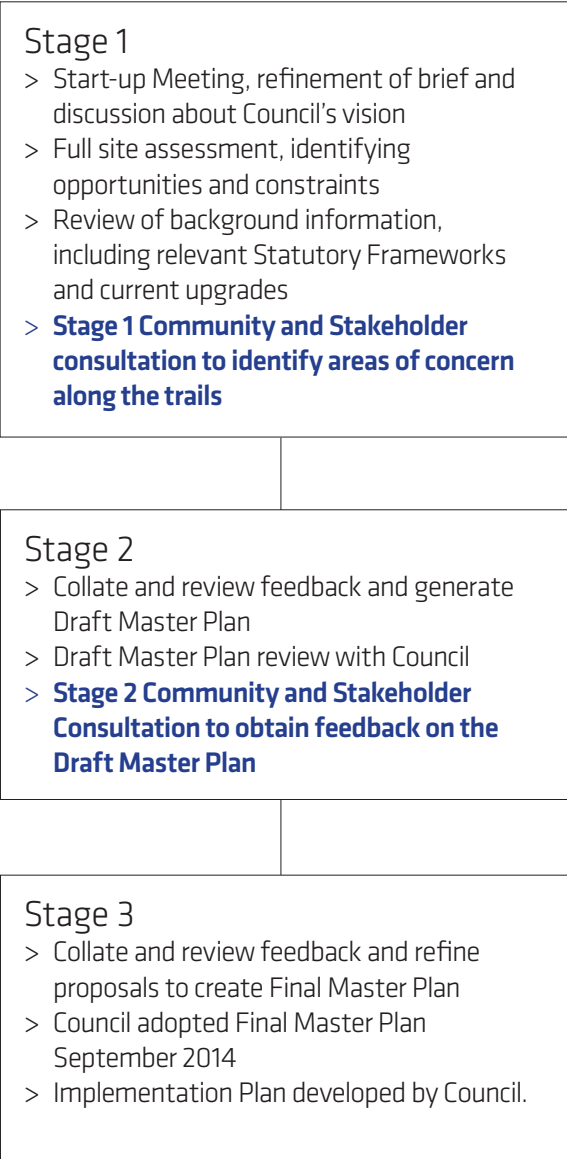 Stage 1
> Start-up Meeting, refinement of brief and
discussion about Council's vision
> Full site assessment, identifying
opportunities and constraints
> Review of background information,
including relevant Statutory Frameworks
and current upgrades
> Stage 1 Community and Stakeholder
consultation to identify areas of concern
along the trails
Stage 2
> Collate and review feedback and generate
Draft Master Plan
> Draft Master Plan review with Council
> Stage 2 Community and Stakeholder
Consultation to obtain feedback on the
Draft Master Plan
Stage 3
> Collate and review feedback and refine
proposals to create Final Master Plan
> Council adopted Final Master Plan
September 2014
> Implementation Plan developed by Council.